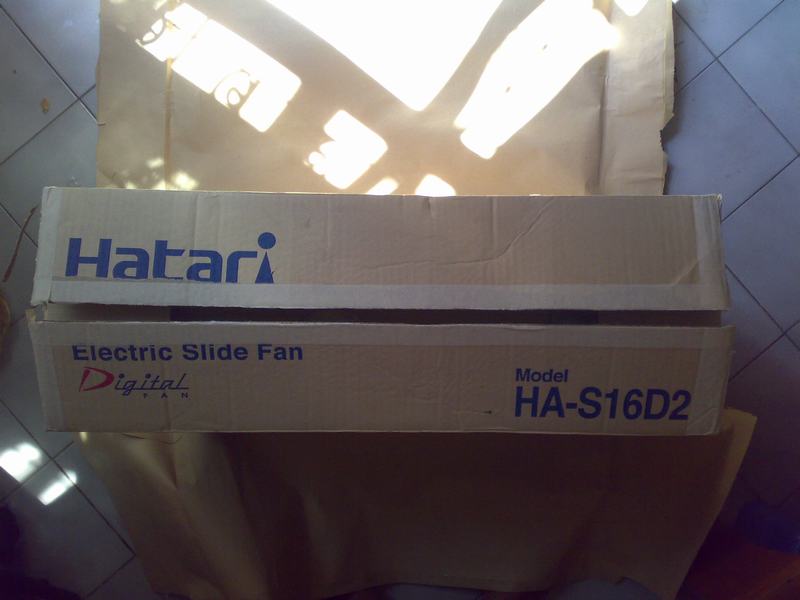 Hatari
Electric Slide Fan
Digital
FAN
Model
HA-S16D2